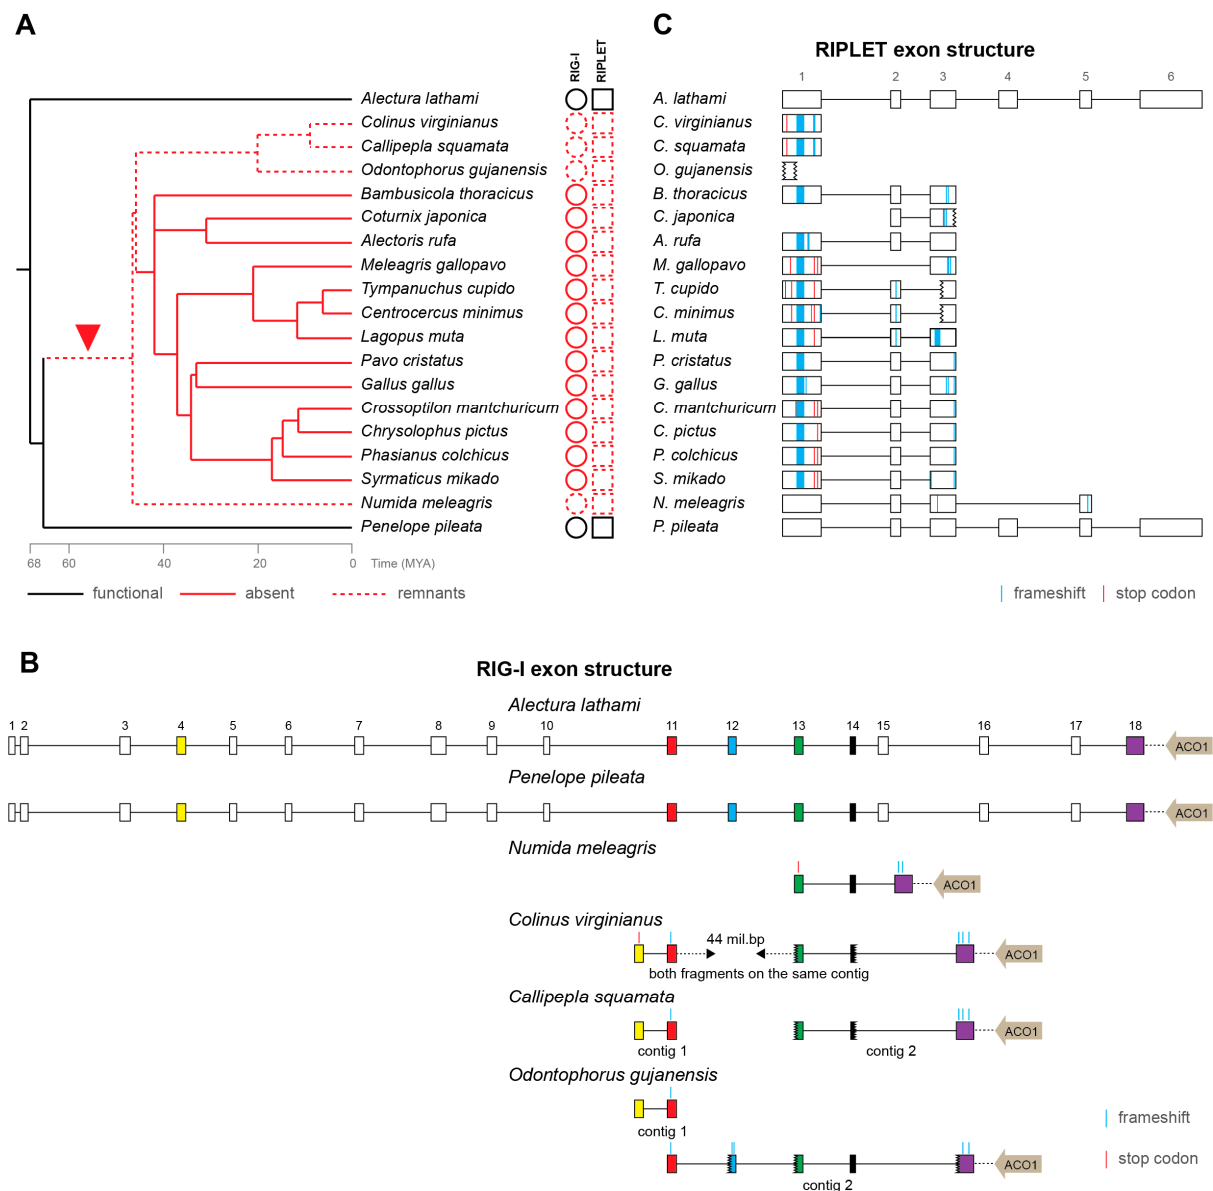 A
RIG-I
RIPLET
Alectura lathami
Colinus virginianus
Callipepla squamata
Odontophorus gujanensis
Bambusicola thoracicus
Coturnix japonica
Alectoris rufa
Meleagris gallopavo
Tympanuchus cupido
Centrocercus minimus
Lagopus muta
Pavo cristatus
Gallus gallus
Crossoptilon mantchuricum
Chrysolophus pictus
Phasianus colchicus
Syrmaticus mikado
Numida meleagris
Penelope pileata
68 60 40 20 0 Time (MYA)
functional absent remnants
C
RIPLET exon structure
1 2 3 4 5 6
A. lathami
C. virginianus
C. squamata
O. gujanensis
B. thoracicus
C. japonica
A. rufa
M. gallopavo
T. cupido
C. minimus
L. muta
P. cristatus
G. gallus
C. mantchuricum
C. pictus
P. colchicus
S. mikado
N. meleagris
P. pileata
frameshift stop codon
B
RIG-I exon structure
Alectura lathami
1 2 3 4 5 6 7 8 9 10 11 12 13 14 15 16 17 18
ACO1
Penelope pileata
ACO1
Numida meleagris
ACO1
Colinus virginianus
44 mil.bp
ACO1
both fragments on the same contig
Callipepla squamata
ACO1
contig 1 contig 2
Odontophorus gujanensis
contig 1
ACO1
contig 2
frameshift
stop codon